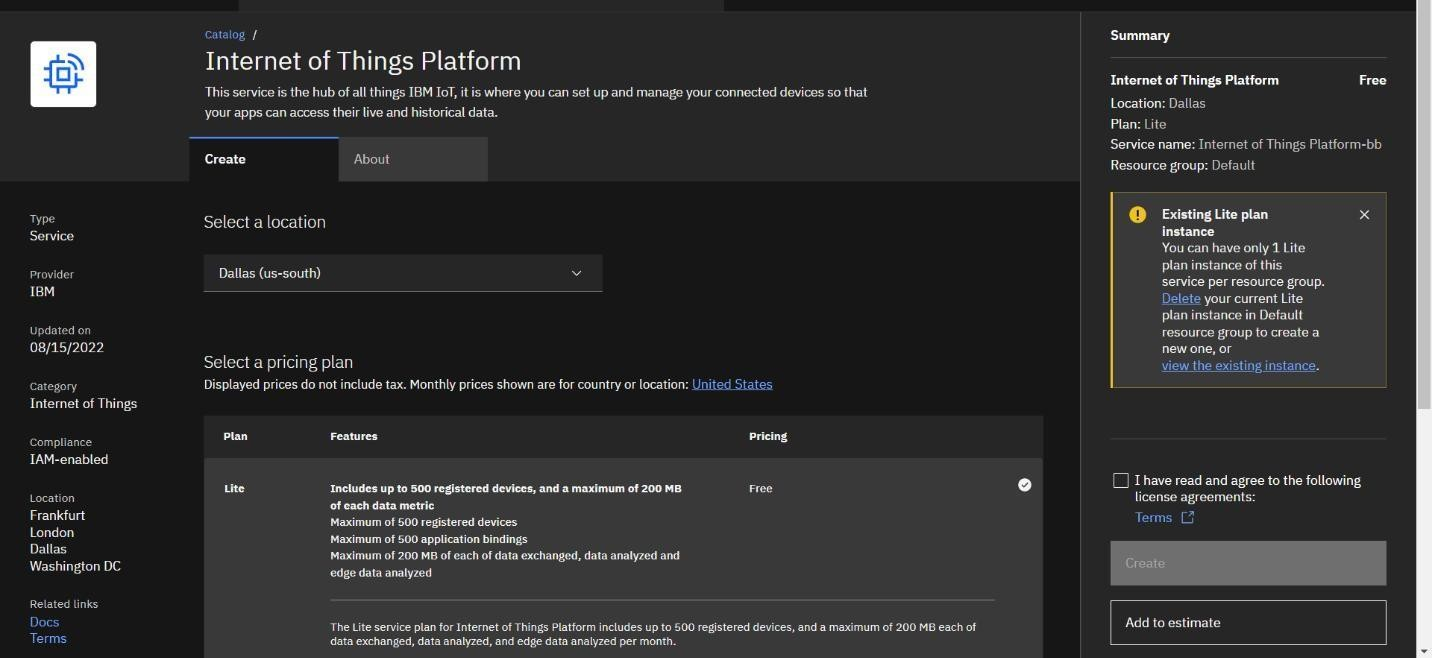 Catalog /
Internet of Things Platform
This service is the hub of all things IBM IoT, it is where you can set up and manage your connected devices so that
your apps can access their live and historical data.
Create
About
Type
Service
Provider
IBM
Updated on
08/15/2022
Category
Internet of Things
Compliance
IAM-enabled
Location
Frankfurt
London
Dallas
Washington DC
Related links
Docs
Terms
Select a location
Dallas (us-south)
Select a pricing plan
Displayed prices do not include tax. Monthly prices shown are for country or location: United States
Plan Features Pricing
Lite
Includes up to 500 registered devices, and a maximum of 200 MB
of each data metric
Maximum of 500 registered devices
Maximum of 500 application bindings
Maximum of 200 MB of each of data exchanged, data analyzed and
edge data analyzed
Free
The Lite service plan for Internet of Things Platform includes up to 500 registered devices, and a maximum of 200 MB each of
data exchanged, data analyzed, and edge data analyzed per month.
Summary
Internet of Things Platform Free
Location: Dallas
Plan: Lite
Service name: Internet of Things Platform-bb
Resource group: Default
Existing Lite plan
instance
You can have only 1 Lite
plan instance of this
service per resource group.
Delete your current Lite
plan instance in Default
resource group to create a
new one, or
view the existing instance.
I have read and agree to the following
license agreements:
Terms
Create
Add to estimate